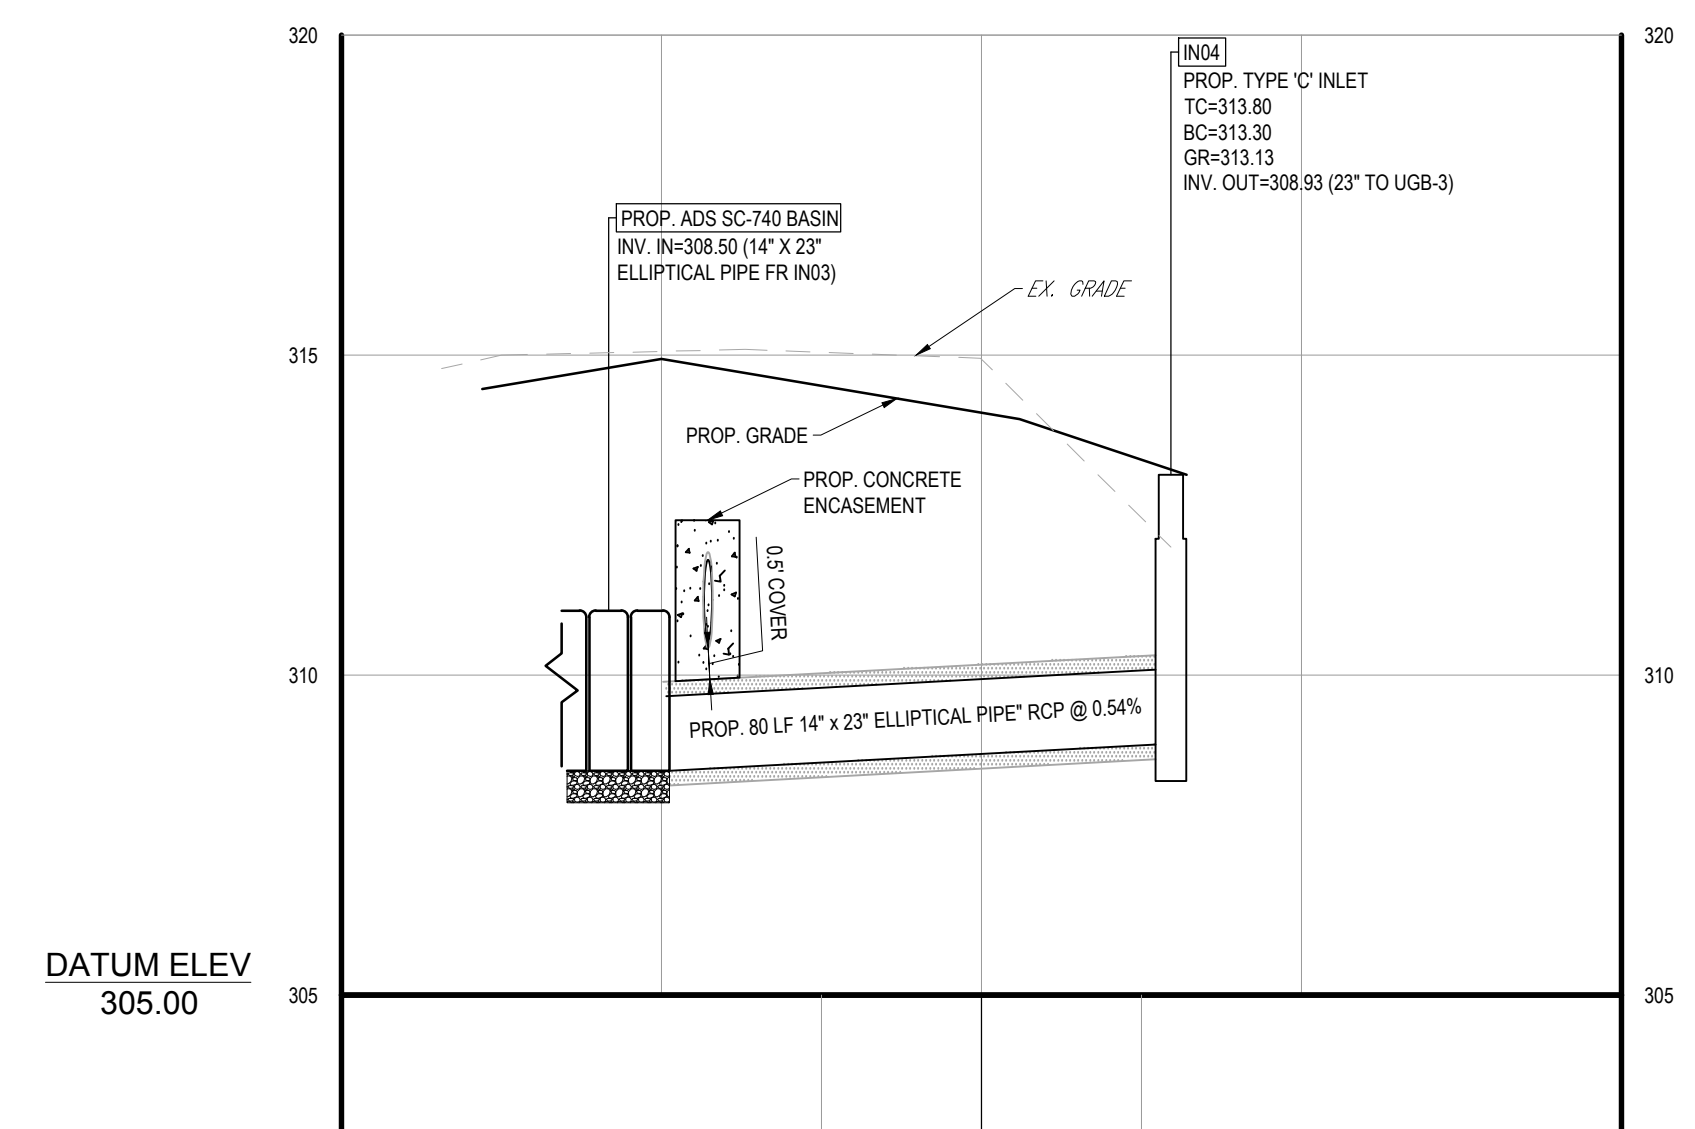 320
320
IN04
PROP. TYPE 'C' INLET
TC=313.80
BC=313.30
GR=313.13
INV. OUT=308.93 (23" TO UGB-3)
PROP. ADS SC-740 BASIN
INV. IN=308.50 (14" X 23"
ELLIPTICAL PIPE FR IN03)
EX. GRADE
315
315
PROP. GRADE
PROP. CONCRETE
ENCASEMENT
0.5' COVER
310
310
PROP. 80 LF 14" x 23" ELLIPTICAL PIPE" RCP @ 0.54%
DATUM ELEV
305.00
305
305